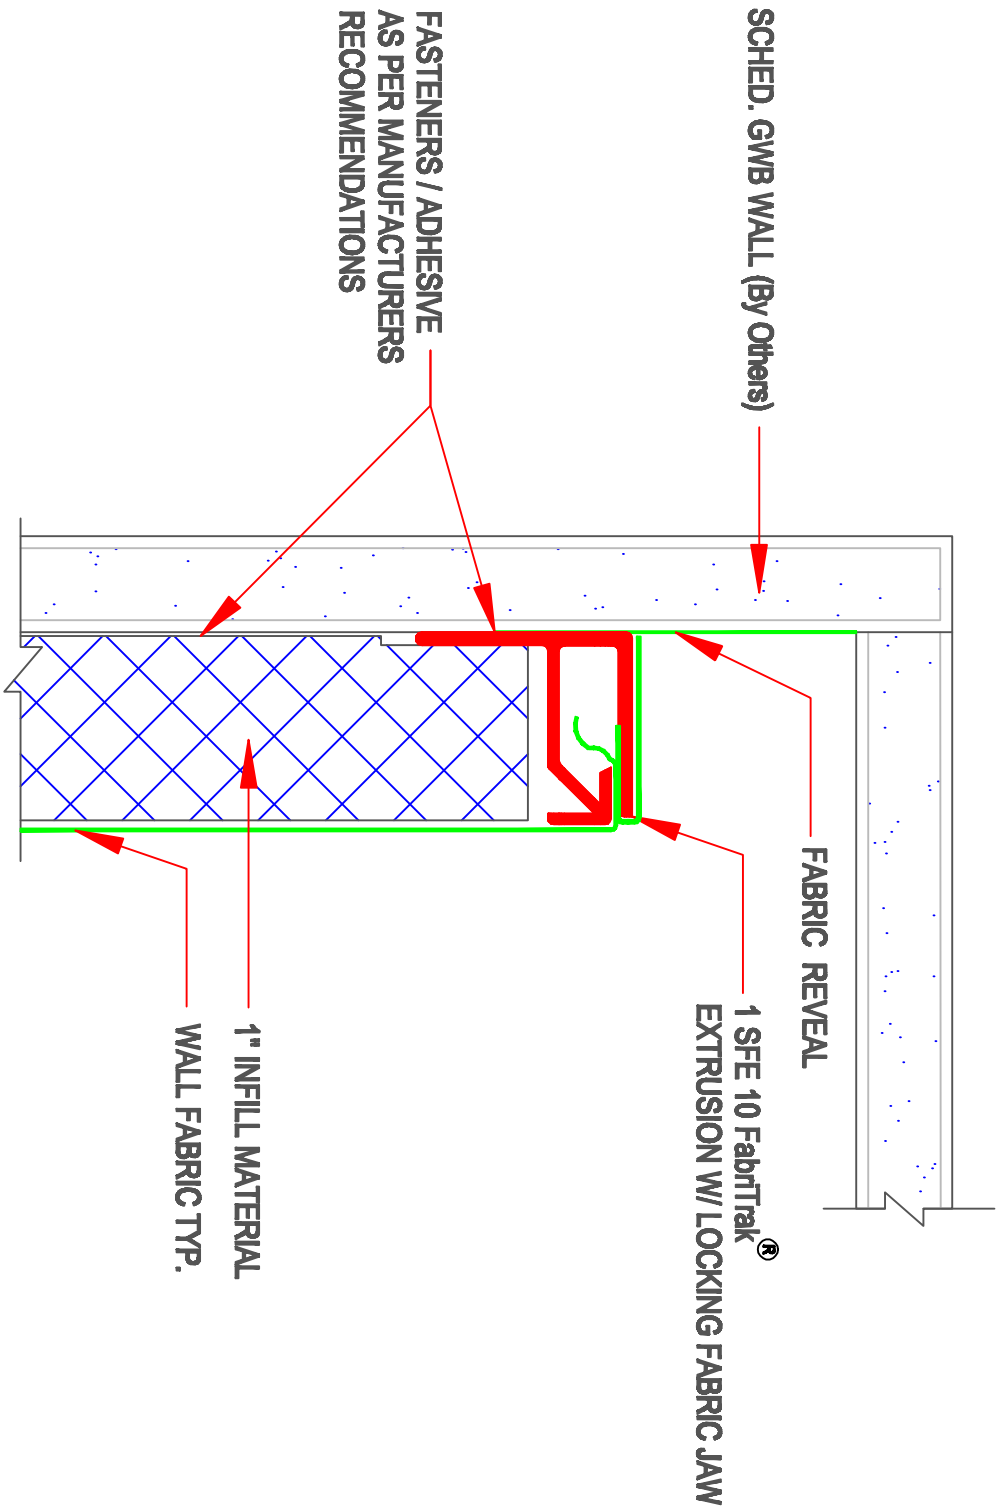 SCHED. GWB WALL (By Others)
FASTENERS / ADHESIVE
AS PER MANUFACTURERS
RECOMMENDATIONS
FABRIC REVEAL
1 SFE 10 FabriTrak®
EXTRUSION W/ LOCKING FABRIC JAW
1" INFILL MATERIAL
WALL FABRIC TYP.